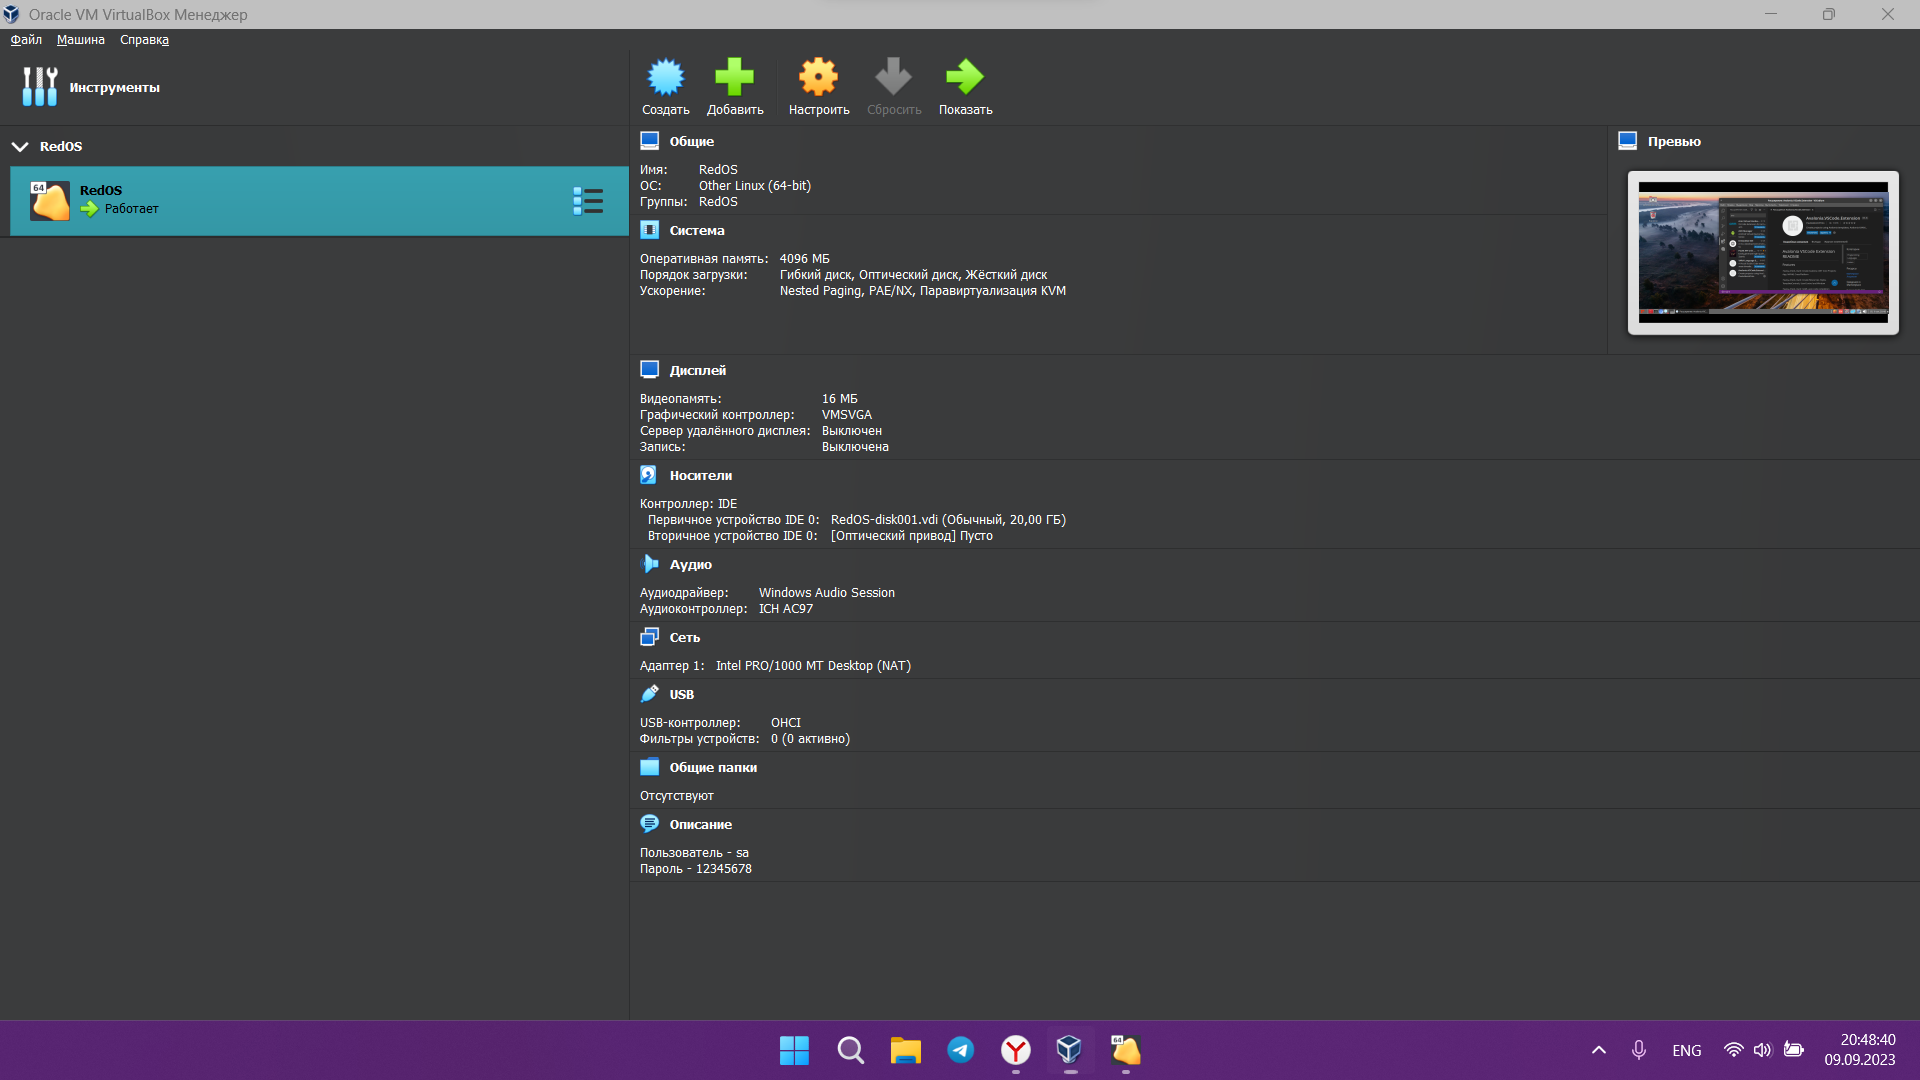 Oracle VM VirtualBox Менеджер
Файл Машина Справка
Инструменты
Создать Добавить Настроить Сбросить Показать
RedOS
64
RedOS
Работает
Общие
Имя: RedOS
ОС: Other Linux (64-bit)
Группы: RedOS
Превью
Система
Оперативная память: 4096 МБ
Порядок загрузки: Гибкий диск, Оптический диск, Жёсткий диск
Ускорение: Nested Paging, PAE/NX, Паравиртуализация KVM
Дисплей
Видеопамять: 16 МБ
Графический контроллер: VMSVGA
Сервер удалённого дисплея: Выключен
Запись: Выключена
Носители
Контроллер: IDE
Первичное устройство IDE 0: RedOS-disk001.vdi (Обычный, 20,00 ГБ)
Вторичное устройство IDE 0: [Оптический привод] Пусто
Аудио
Аудиодрайвер: Windows Audio Session
Аудиоконтроллер: ICH AC97
Сеть
Адаптер 1: Intel PRO/1000 MT Desktop (NAT)
USB
USB-контроллер: OHCI
Фильтры устройств: 0 (0 активно)
Общие папки
Отсутствуют
Описание
Пользователь - sa
Пароль - 12345678
64
ENG
20:48:40
09.09.2023